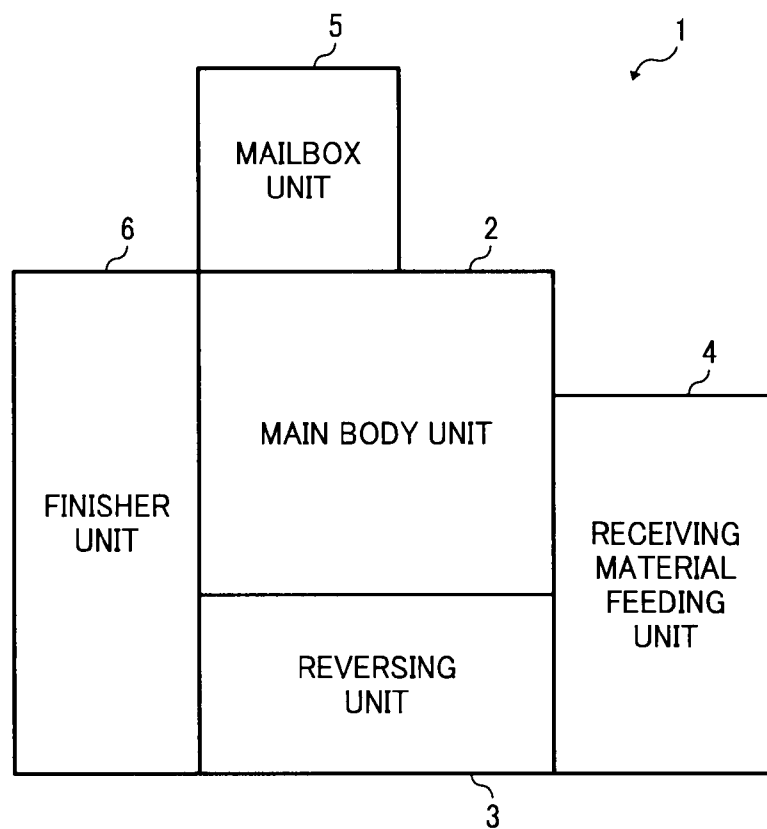 5
1
MAILBOX
UNIT
6
2
4
MAIN BODY UNIT
FINISHER
UNIT
RECEIVING
MATERIAL
FEEDING
UNIT
REVERSING
UNIT
3